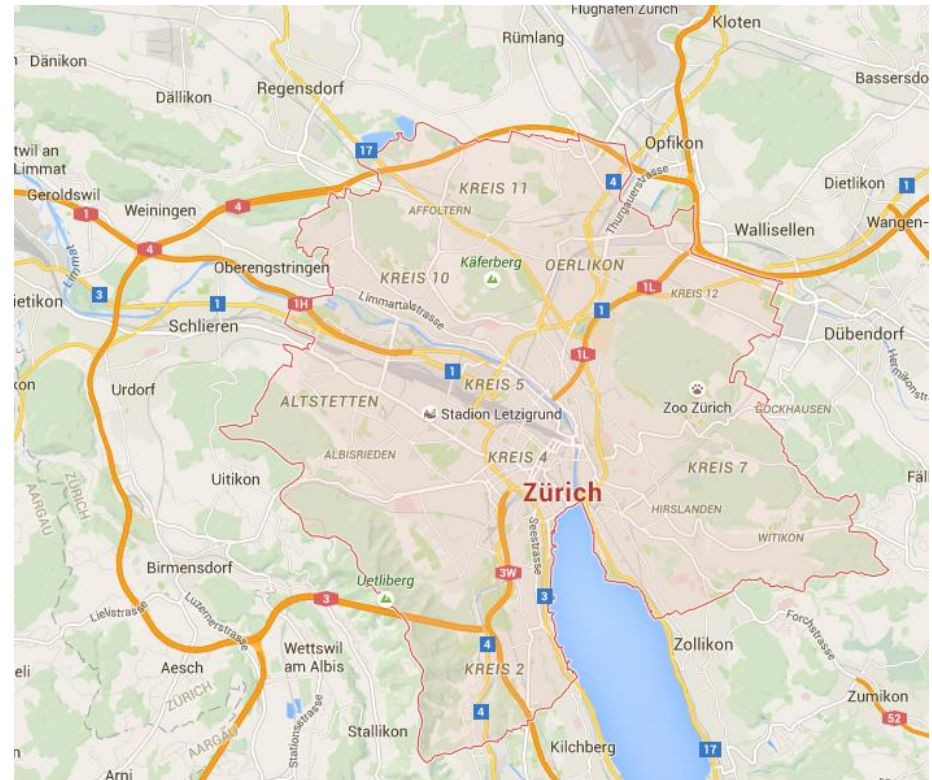 Flughafen Zürich
Kloten
Rümlang
Dänikon
Regensdorf
Bassersdo
Dällikon
Opfikon
17
twil an
Limmat
4
Dietlikon
1
KREIS 11
Thurgauerstrasse
Geroldswil
Weiningen
4
AFFOLTERN
1
Wallisellen
Wangen-
4
Limmat
Oberengstringen
KREIS 10
Käferberg
OERLIKON
1L
KREIS 12
ietikon
3
1
1H
Limmattalstrasse
1
Schlieren
Dübendorf
1L
kon
Urdorf
1
KREIS 5
Hermikonstr
ALTSTETTEN
Stadion Letzigrund
Zoo Zürich
GOCKHAUSEN
ALBISRIEDEN
KREIS 4
KREIS 7
Uitikon
ZÜRICH
AARGAU
Zürich
Fäll
HIRSLANDEN
Seestrasse
WITIKON
Birmensdorf
3W
Uetliberg
3
3
Luzernerstrasse
Forchstrasse
Wettswil
am Albis
4
Zollikon
eli
Aesch
KREIS 2
ZÜRICH
AARGAU
Zumikon
4
52
Stationsstrasse
Stallikon
Kilchberg
17
Arni